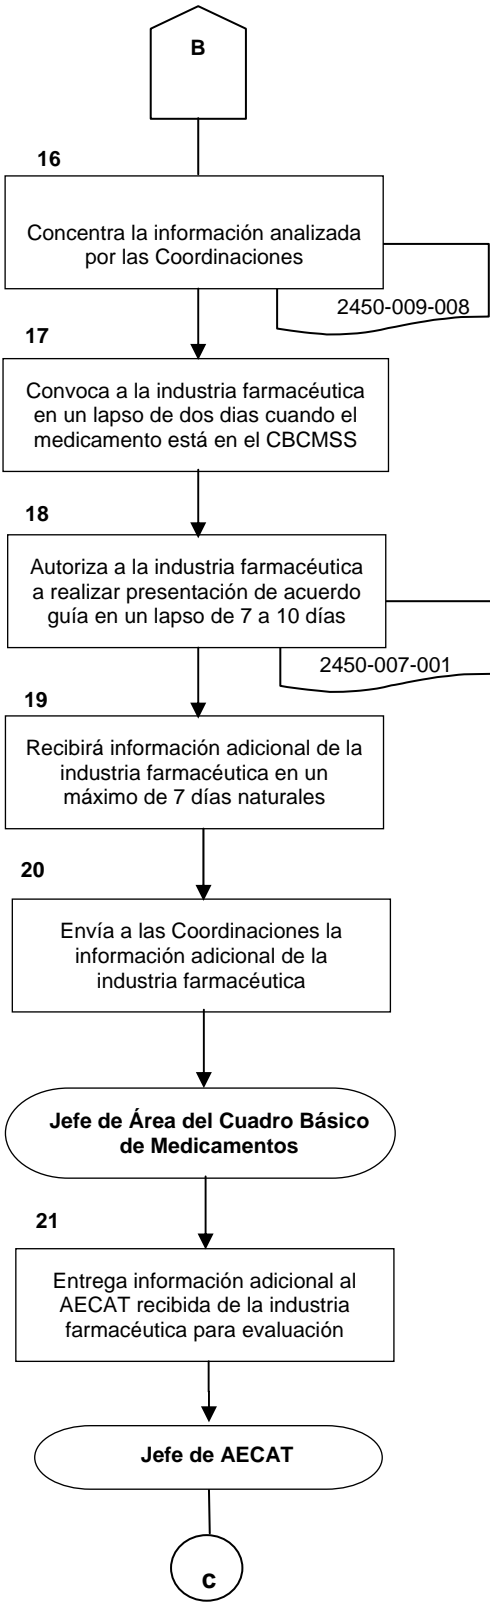 B
16
Concentra la información analizada
por las Coordinaciones
2450-009-008
17
Convoca a la industria farmacéutica
en un lapso de dos dias cuando el
medicamento está en el CBCMSS
18
Autoriza a la industria farmacéutica
a realizar presentación de acuerdo
guía en un lapso de 7 a 10 días
2450-007-001
19
Recibirá información adicional de la
industria farmacéutica en un
máximo de 7 días naturales
20
Envía a las Coordinaciones la
información adicional de la
industria farmacéutica
Jefe de Área del Cuadro Básico
de Medicamentos
21
Entrega información adicional al
AECAT recibida de la industria
farmacéutica para evaluación
Jefe de AECAT
c